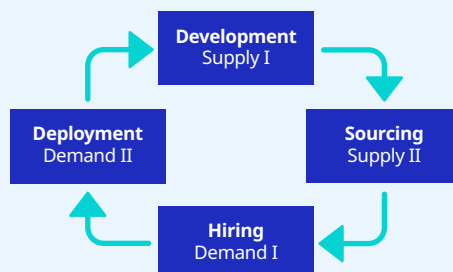 Development
Supply I
Deployment
Demand II
Sourcing
Supply II
Hiring
Demand I